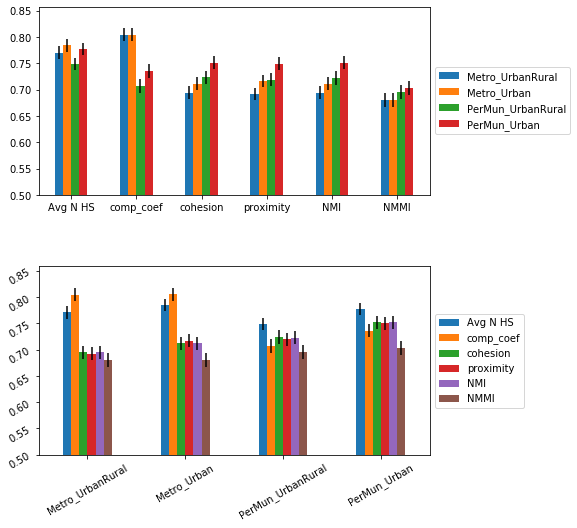 0.85
0.80
0.75
0.70
0.65
0.60
0.55
0.50
Avg N HS comp_coef cohesion proximity NMI NMMI
Metro_UrbanRural
Metro_Urban
PerMun_UrbanRural
PerMun_Urban
0.85
0.80
0.75
0.70
0.65
0.60
0.55
0.50
Metro_UrbanRural Metro_Urban PerMun_UrbanRural PerMun_Urban
Avg N HS
comp_coef
cohesion
proximity
NMI
NMMI